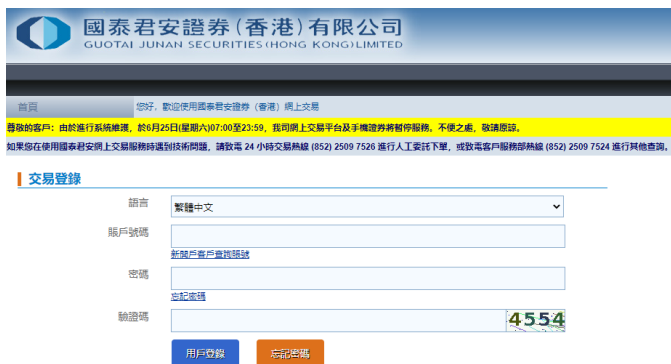 國泰君安證券(香港)有限公司
GUOTAI JUNAN SECURITIES(HONG KONG)LIMITED
首頁
您好，歡迎使用國泰君安證券（香港）網上交易
尊敬的客戶：由於進行系統維護，於6月25日(星期六)07:00至23:59，我司網上交易平台及手機證券將暫停服務。不便之處，敬請原諒。
如果您在使用國泰君安網上交易服務時遇到技術問題，請致電 24 小時交易熱線 (852) 2509 7526 進行人工委託下單，或致電客戶服務部熱線 (852) 2509 7524 進行其他查詢。
交易登錄
語言
繁體中文
賬戶號碼
新開戶客戶查詢賬號
密碼
忘記密碼
驗證碼
4554
用戶登錄
忘記密碼